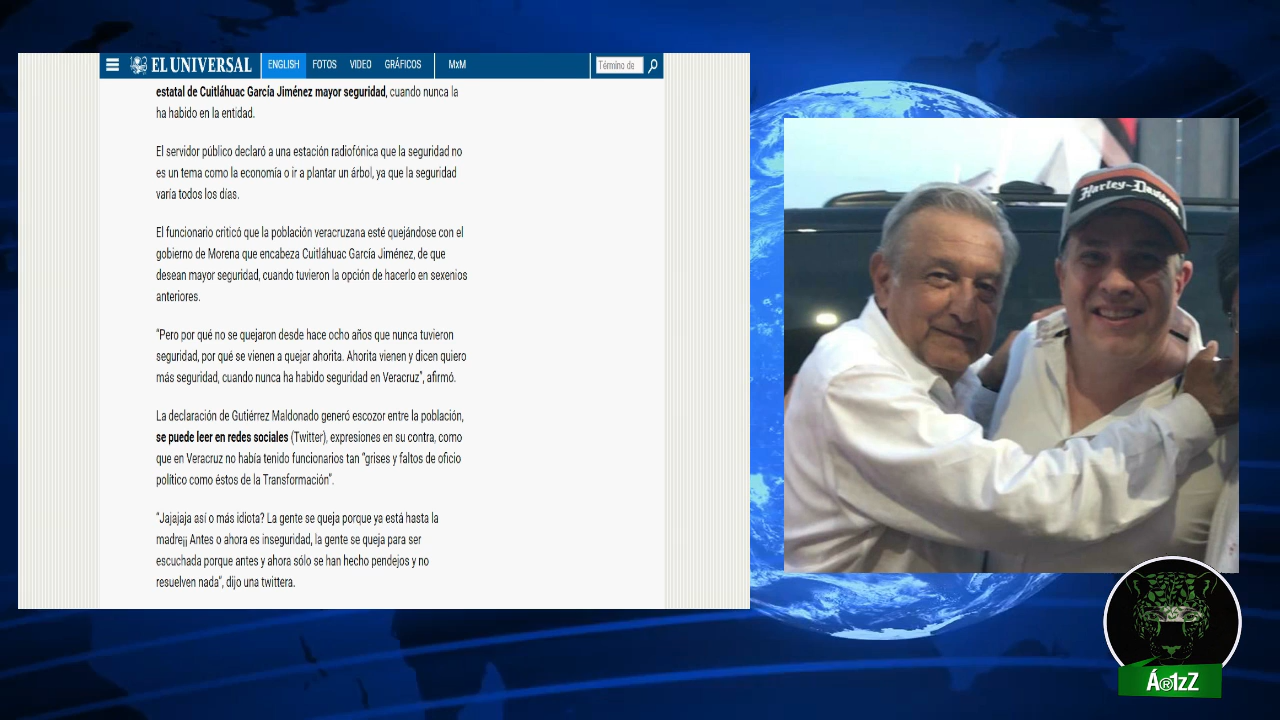 EL UNIVERSAL ENGLISH FOTOS VIDEO GRÁFICOS MxM Término de
estatal de Cuitláhuac García Jiménez mayor seguridad, cuando nunca la
ha habido en la entidad.
El servidor público declaró a una estación radiofónica que la seguridad no
es un tema como la economía o ir a plantar un árbol, ya que la seguridad
varía todos los días.
El funcionario criticó que la población veracruzana esté quejándose con el
gobierno de Morena que encabeza Cuitláhuac García Jiménez, de que
desean mayor seguridad, cuando tuvieron la opción de hacerlo en sexenios
anteriores.
“Pero por qué no se quejaron desde hace ocho años que nunca tuvieron
seguridad, por qué se vienen a quejar ahorita. Ahorita vienen y dicen quiero
más seguridad, cuando nunca ha habido seguridad en Veracruz”, afirmó.
La declaración de Gutiérrez Maldonado generó escozor entre la población,
se puede leer en redes sociales (Twitter), expresiones en su contra, como
que en Veracruz no había tenido funcionarios tan “grises y faltos de oficio
político como éstos de la Transformación”.
“Jajajaja así o más idiota? La gente se queja porque ya está hasta la
madre¡¡ Antes o ahora es inseguridad, la gente se queja para ser
escuchada porque antes y ahora sólo se han hecho pendejos y no
resuelven nada”, dijo una twittera.
Harley-Davidson
Á®1zZ